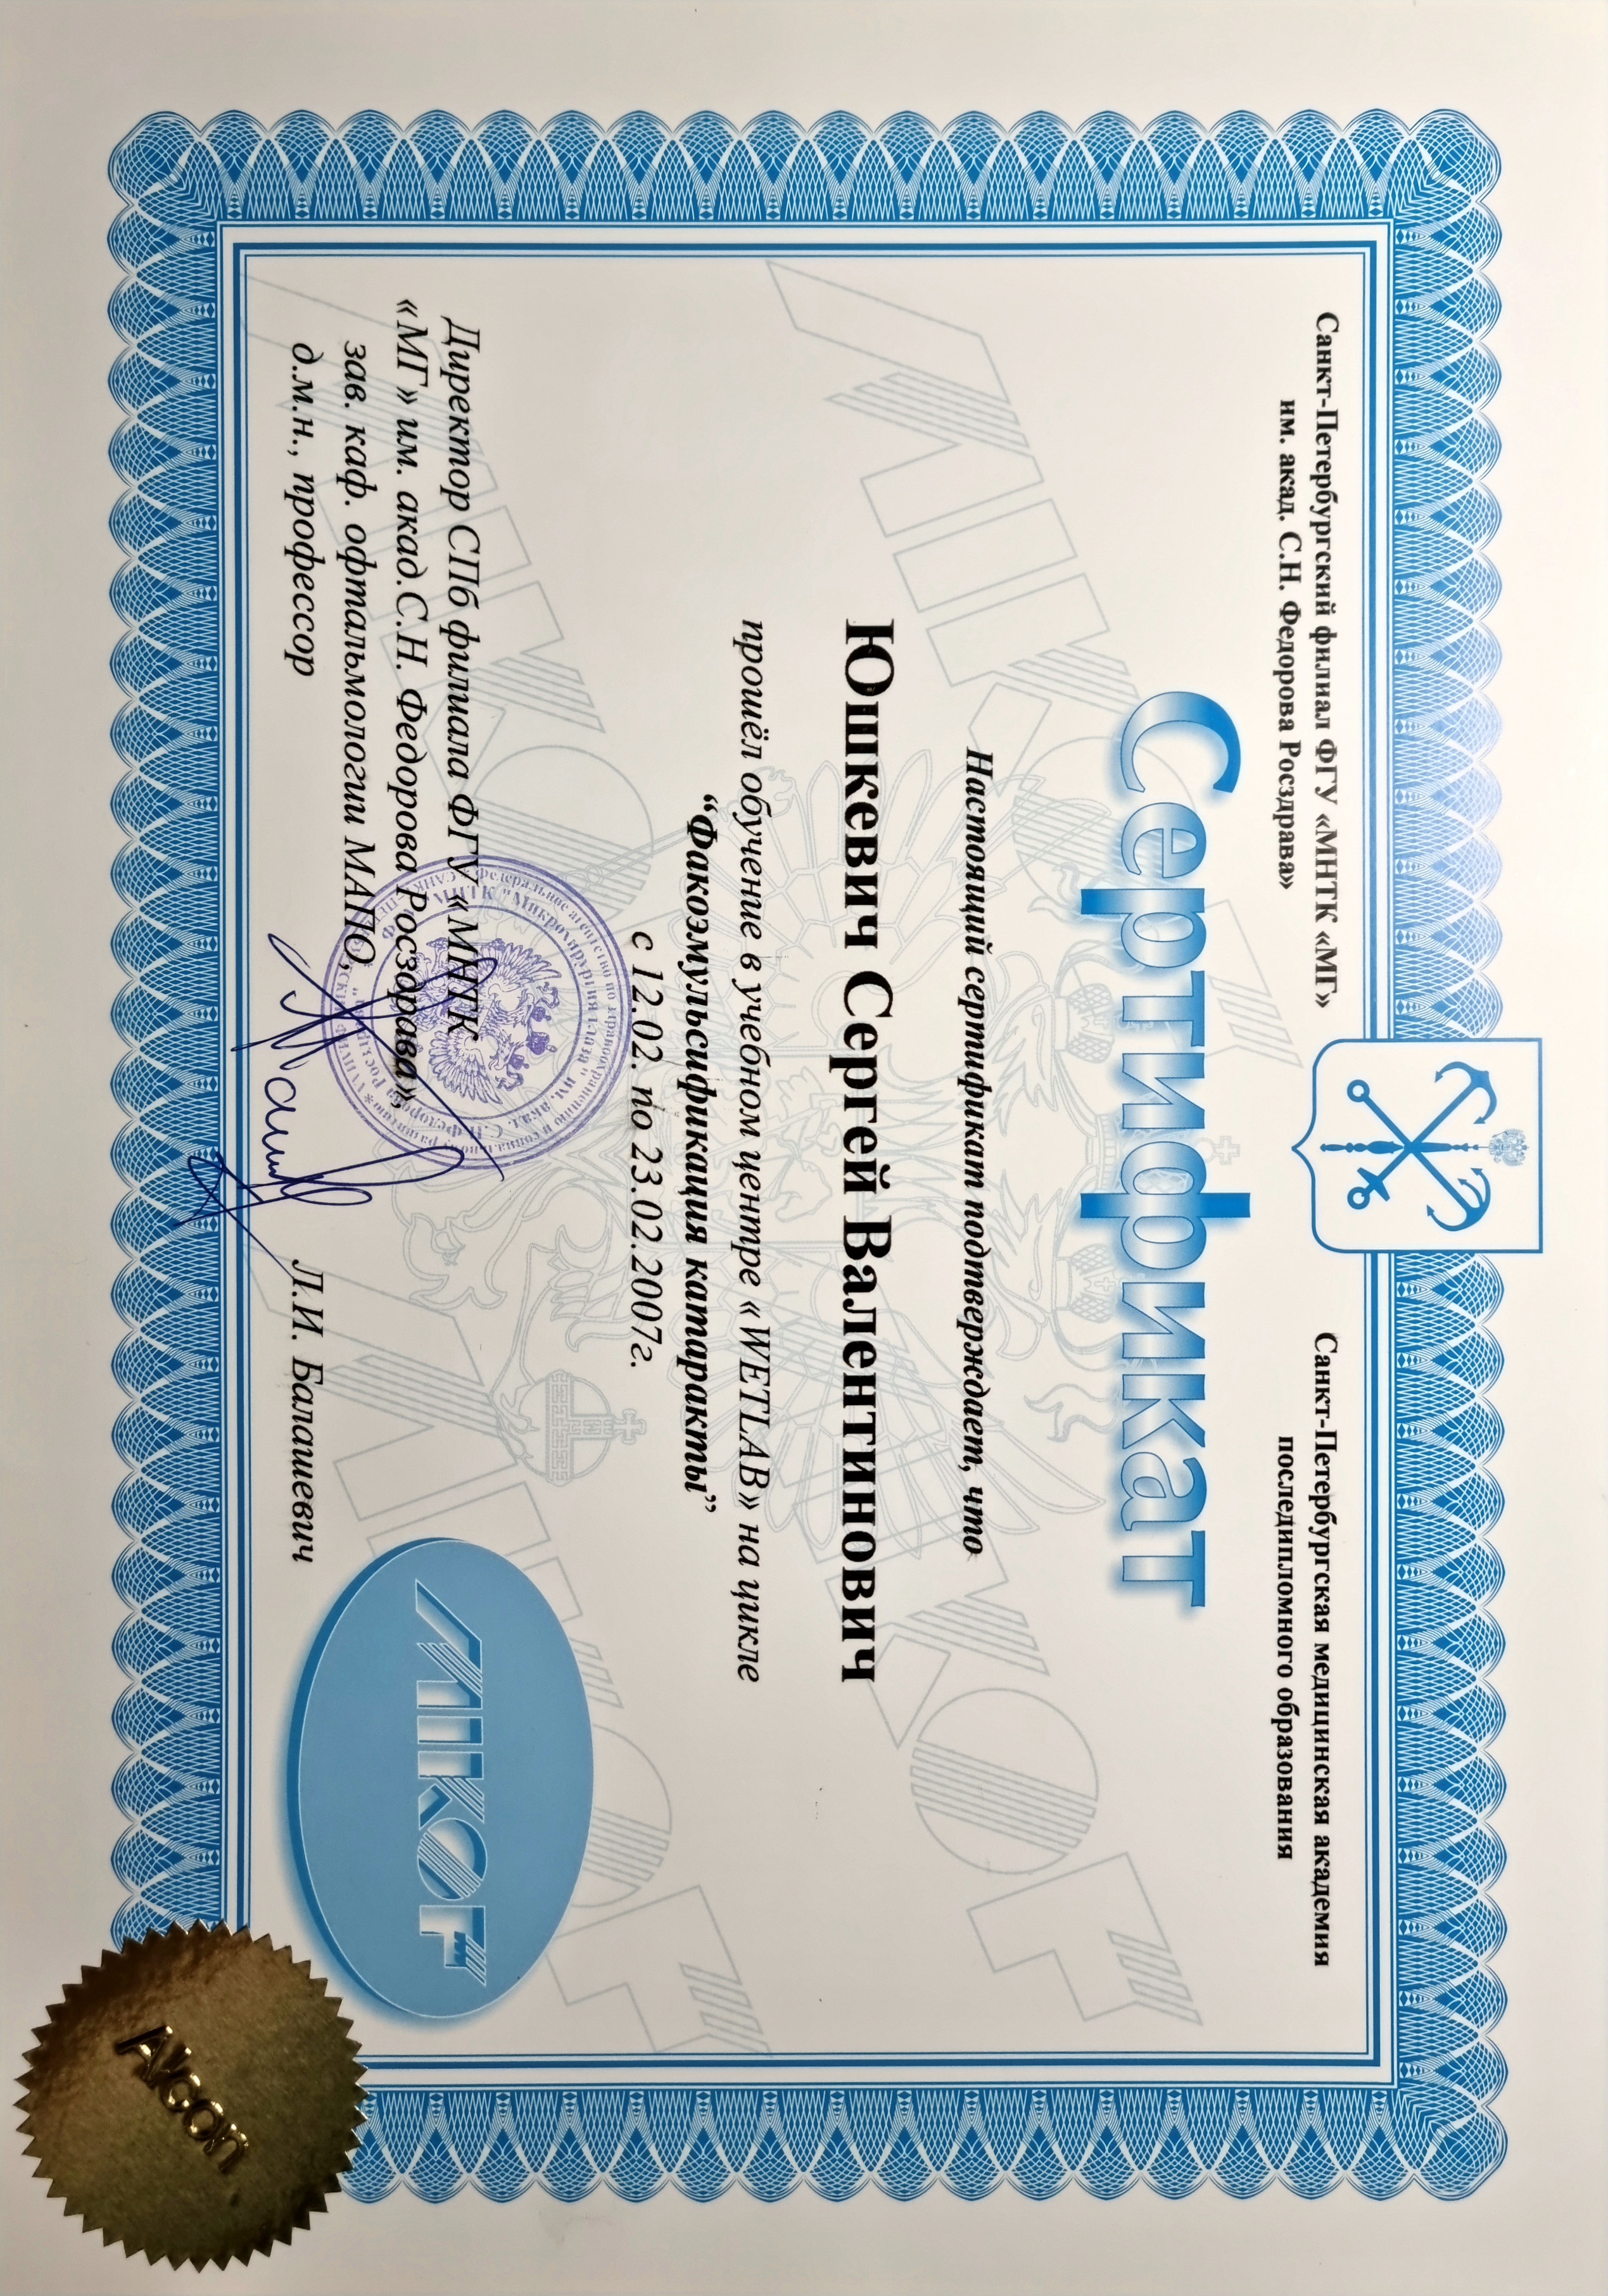 Санкт-Петербургский филиал ФГУ «МНТК «МГ»
им. акад. С.Н. Федорова Росздрава»
Санкт-Петербургская медицинская академия
последипломного образования
Сертификат
Настоящий сертификат подтверждает, что
Юшкевич Сергей Валентинович
прошёл обучение в учебном центре «WETLAB» на цикле
“Факоэмульсификация катаракты”
с 12.02. по 23.02.2007г.
Директор СПб филиала ФГУ «МНТК
«МГ» им. акад.С.Н. Федорова Росздрава»,
зав. каф. офтальмологии МАПО,
д.м.н., профессор
Л.И. Балашевич
"Микрохирургия глаза" им. акад. С.Н. Федорова
ФИЛИАЛ
Alcon